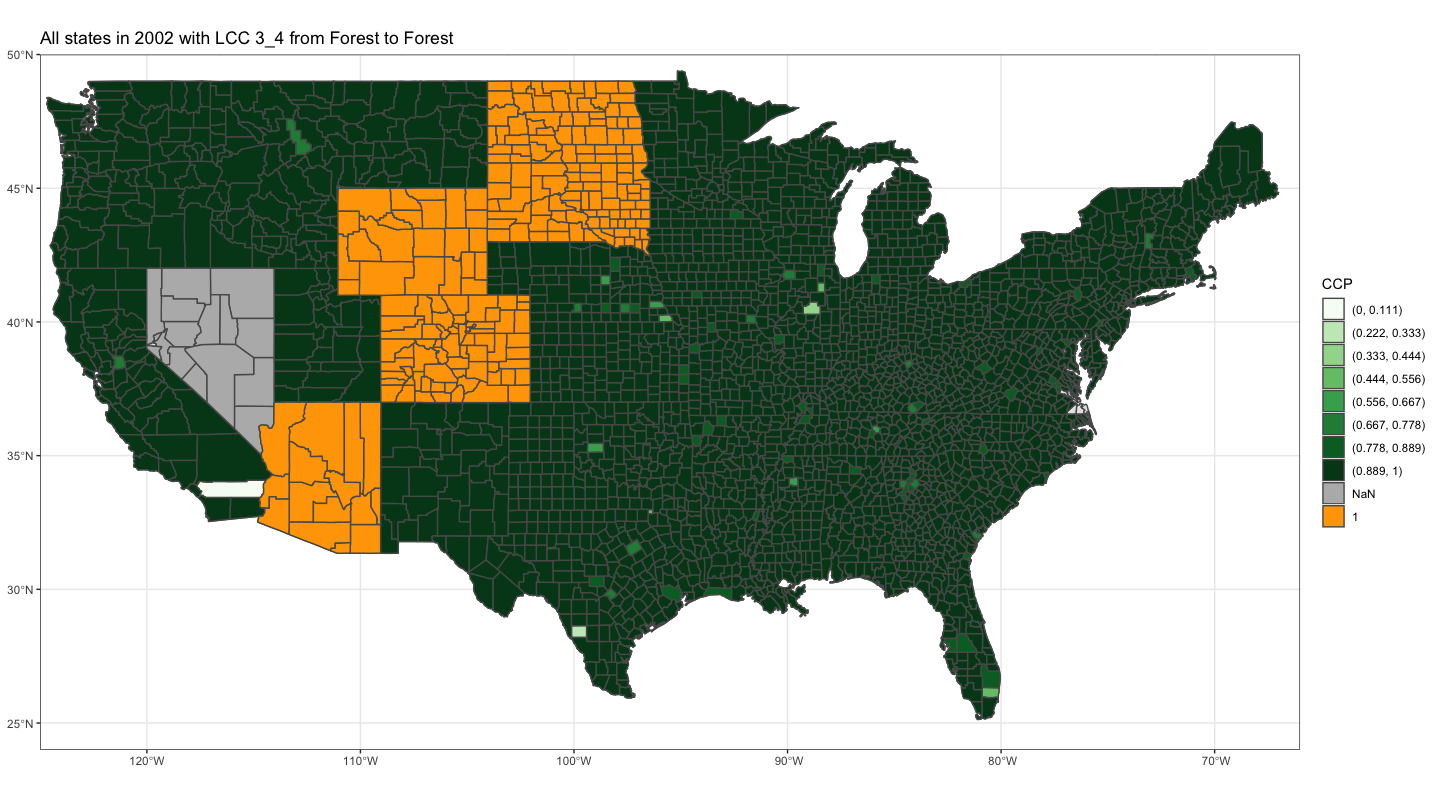 All states in 2002 with LCC 3_4 from Forest to Forest
50°N
45°N
40°N
35°N
30°N
25°N
120°W
110°W
100°W
90°W
80°W
70°W
CCP
(0, 0.111)
(0.222, 0.333)
(0.333, 0.444)
(0.444, 0.556)
(0.556, 0.667)
(0.667, 0.778)
(0.778, 0.889)
(0.889, 1)
NaN
1